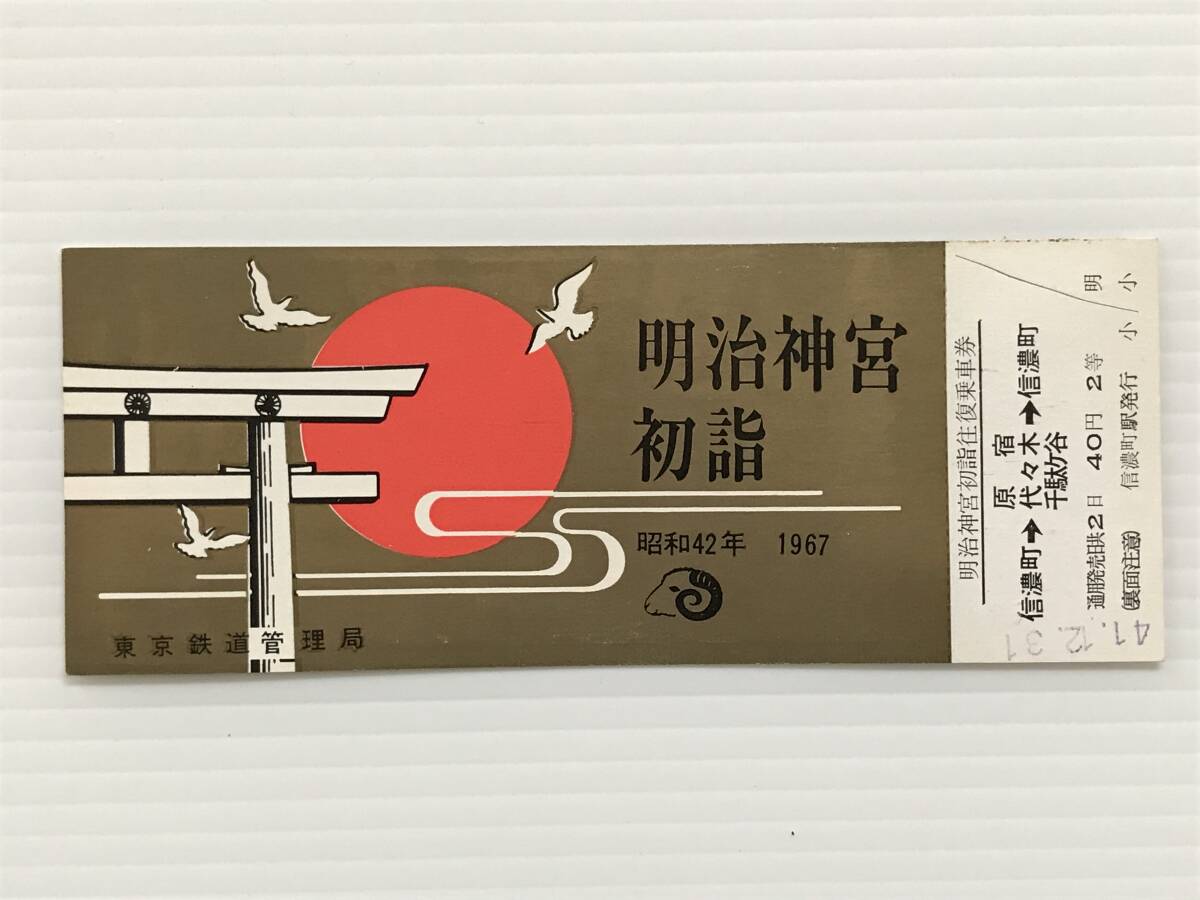 明治神宮
初詣
昭和42年 1967
東京鉄道管理局
明治神宮初詣往復乗車券
信濃町➡原宿 代々木 千駄ケ谷➡信濃町
通用発売日共2日 40円 2等
(裏面注意) 信濃町駅発行
明
小 小
41.12.31